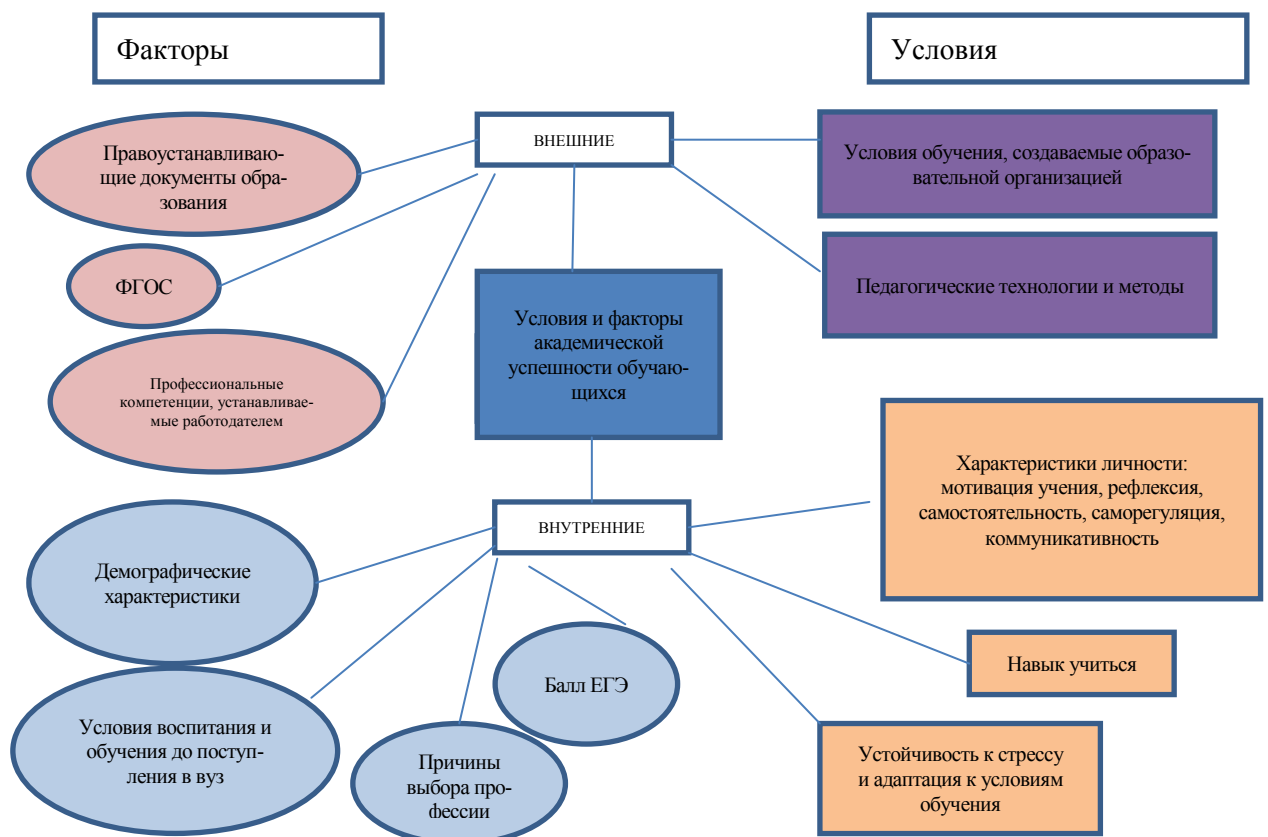 Факторы
Условия
Правоустанавливаю-
щие документы обра-
зования
ВНЕШНИЕ
Условия обучения, создаваемые образо-
вательной организацией
ФГОС
Педагогические технологии и методы
Условия и факторы
академической
успешности обучаю-
щихся
Профессиональные
компетенции, устанавливае-
мые работодателем
Характеристики личности:
мотивация учения, рефлексия,
самостоятельность, саморегуляция,
коммуникативность
ВНУТРЕННИЕ
Демографические
характеристики
Навык учиться
Балл ЕГЭ
Условия воспитания и
обучения до поступ-
ления в вуз
Причины
выбора про-
фессии
Устойчивость к стрессу
и адаптация к условиям
обучения